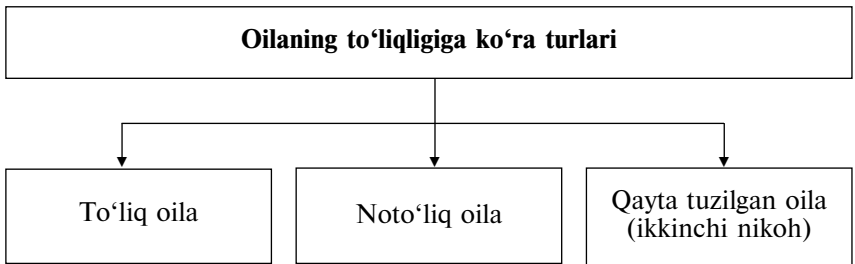 Oilaning to‘liqligiga ko‘ra turlari
To‘liq oila
Noto‘liq oila
Qayta tuzilgan oila
(ikkinchi nikoh)